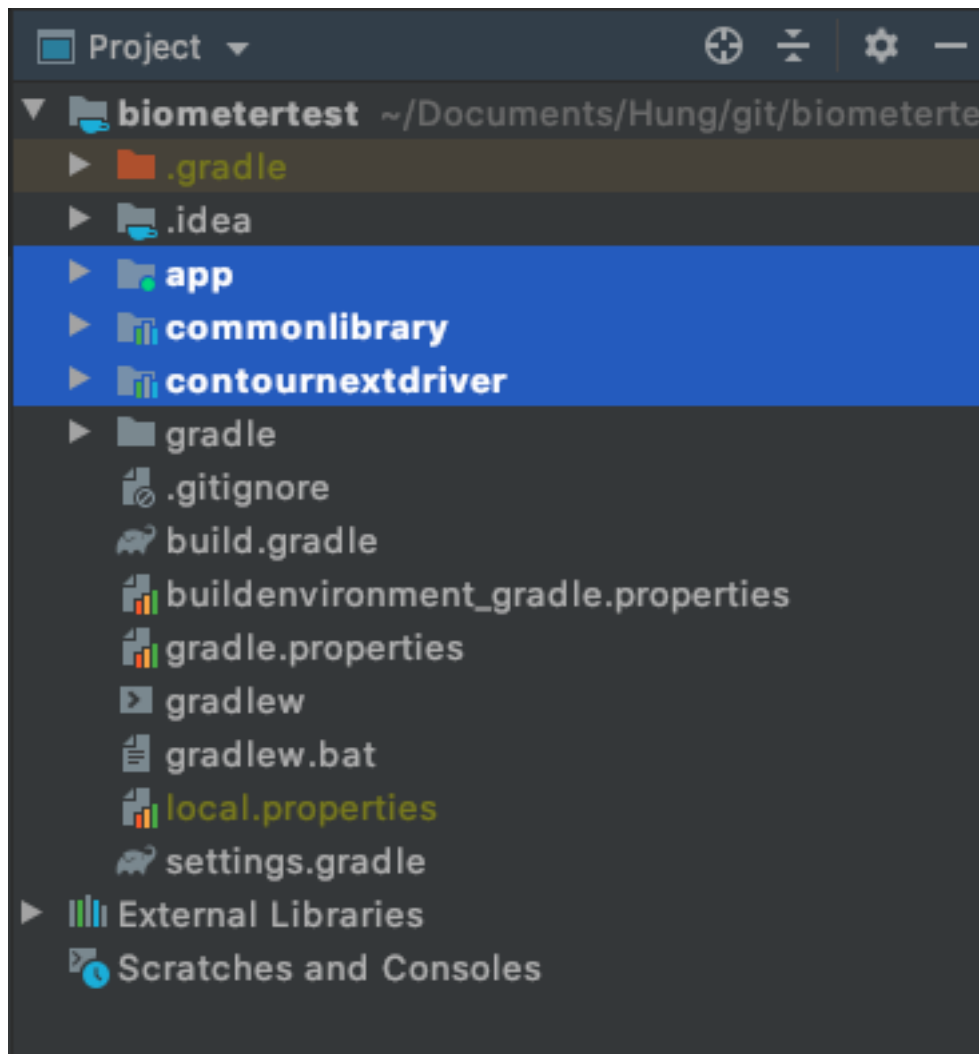 Project
biometertest ~/Documents/Hung/git/biometerte
.gradle
.idea
app
commonlibrary
contournextdriver
gradle
.gitignore
build.gradle
buildenvironment_gradle.properties
gradle.properties
gradlew
gradlew.bat
local.properties
settings.gradle
External Libraries
Scratches and Consoles